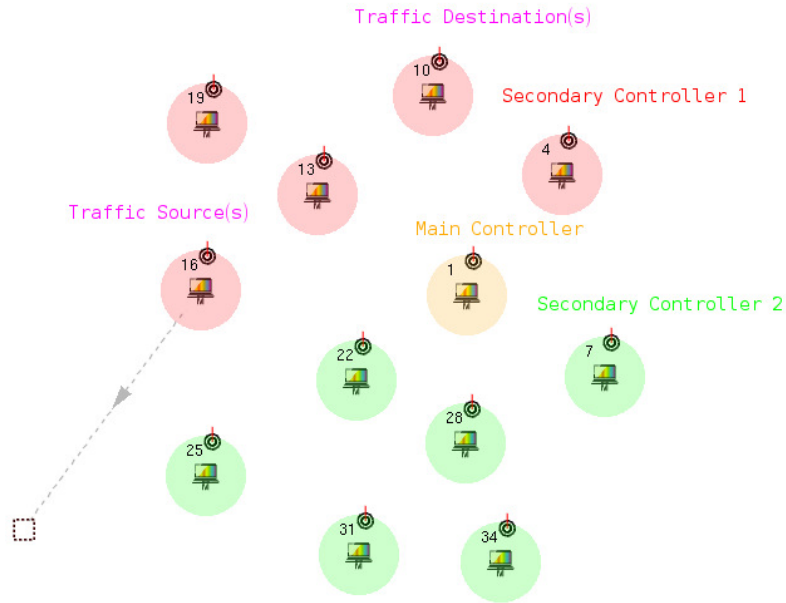 Traffic Destination(s)
10
19
Secondary Controller 1
4
13
Traffic Source(s)
Main Controller
16
1
Secondary Controller 2
22
7
28
25
31
34